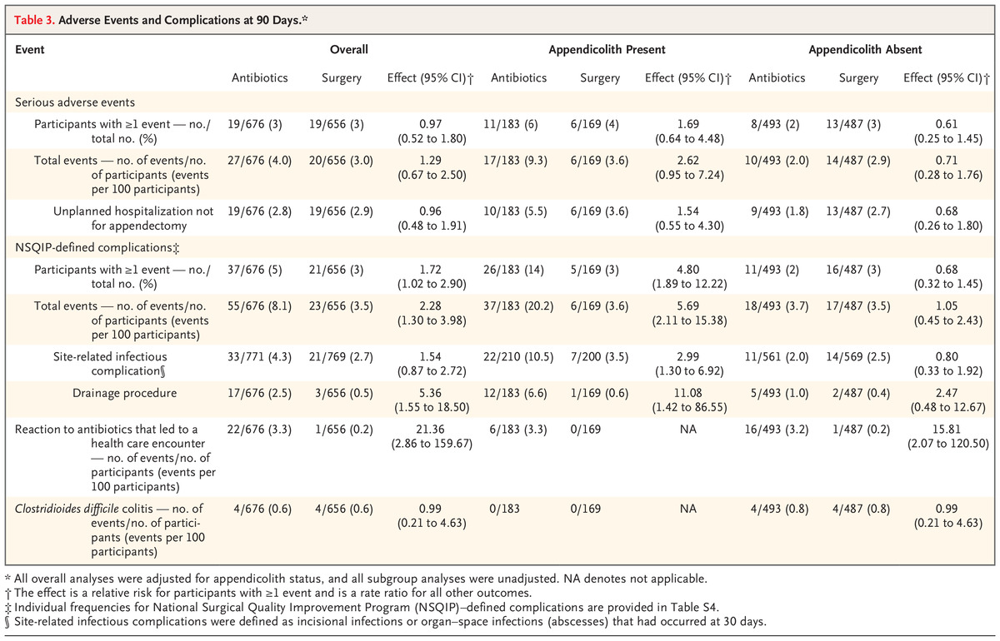 Table 3. Adverse Events and Complications at 90 Days.*
Event Overall Appendicolith Present Appendicolith Absent
Antibiotics Surgery Effect (95% CI)† Antibiotics Surgery Effect (95% CI)† Antibiotics Surgery Effect (95% CI)†
Serious adverse events
Participants with ≥1 event — no./ 19/676 (3) 19/656 (3) 0.97 11/183 (6) 6/169 (4) 1.69 8/493 (2) 13/487 (3) 0.61
total no. (%) (0.52 to 1.80) (0.64 to 4.48) (0.25 to 1.45)
Total events — no. of events/no. 27/676 (4.0) 20/656 (3.0) 1.29 17/183 (9.3) 6/169 (3.6) 2.62 10/493 (2.0) 14/487 (2.9) 0.71
of participants (events (0.67 to 2.50) (0.95 to 7.24) (0.28 to 1.76)
per 100 participants)
Unplanned hospitalization not 19/676 (2.8) 19/656 (2.9) 0.96 10/183 (5.5) 6/169 (3.6) 1.54 9/493 (1.8) 13/487 (2.7) 0.68
for appendectomy (0.48 to 1.91) (0.55 to 4.30) (0.26 to 1.80)
NSQIP-defined complications‡
Participants with ≥1 event — no./ 37/676 (5) 21/656 (3) 1.72 26/183 (14) 5/169 (3) 4.80 11/493 (2) 16/487 (3) 0.68
total no. (%) (1.02 to 2.90) (1.89 to 12.22) (0.32 to 1.45)
Total events — no. of events/no. 55/676 (8.1) 23/656 (3.5) 2.28 37/183 (20.2) 6/169 (3.6) 5.69 18/493 (3.7) 17/487 (3.5) 1.05
of participants (events (1.30 to 3.98) (2.11 to 15.38) (0.45 to 2.43)
per 100 participants)
Site-related infectious 33/771 (4.3) 21/769 (2.7) 1.54 22/210 (10.5) 7/200 (3.5) 2.99 11/561 (2.0) 14/569 (2.5) 0.80
complication§ (0.87 to 2.72) (1.30 to 6.92) (0.33 to 1.92)
Drainage procedure 17/676 (2.5) 3/656 (0.5) 5.36 12/183 (6.6) 1/169 (0.6) 11.08 5/493 (1.0) 2/487 (0.4) 2.47
(1.55 to 18.50) (1.42 to 86.55) (0.48 to 12.67)
Reaction to antibiotics that led to a 22/676 (3.3) 1/656 (0.2) 21.36 6/183 (3.3) 0/169 NA 16/493 (3.2) 1/487 (0.2) 15.81
health care encounter (2.86 to 159.67) (2.07 to 120.50)
— no. of events/no. of
participants (events per
100 participants)
Clostridioides difficile colitis — no. of 4/676 (0.6) 4/656 (0.6) 0.99 0/183 0/169 NA 4/493 (0.8) 4/487 (0.8) 0.99
events/no. of partici- (0.21 to 4.63) (0.21 to 4.63)
pants (events per 100
participants)
* All overall analyses were adjusted for appendicolith status, and all subgroup analyses were unadjusted. NA denotes not applicable.
† The effect is a relative risk for participants with ≥1 event and is a rate ratio for all other outcomes.
‡ Individual frequencies for National Surgical Quality Improvement Program (NSQIP)–defined complications are provided in Table S4.
§ Site-related infectious complications were defined as incisional infections or organ–space infections (abscesses) that had occurred at 30 days.